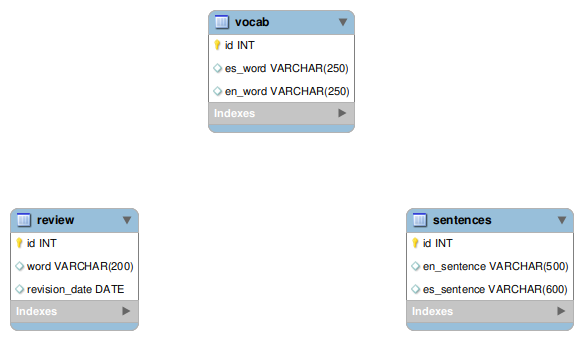 vocab
id INT
es_word VARCHAR(250)
en_word VARCHAR(250)
Indexes
review
id INT
word VARCHAR(200)
revision_date DATE
Indexes
sentences
id INT
en_sentence VARCHAR(500)
es_sentence VARCHAR(600)
Indexes